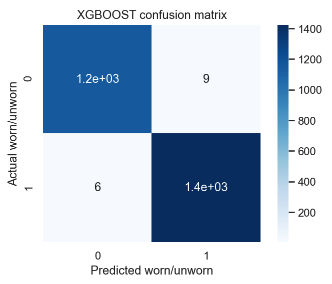 XGBOOST confusion matrix
Actual worn/unworn
0
1
1.2e+03
9
6
1.4e+03
0
1
Predicted worn/unworn
1400
1200
1000
800
600
400
200